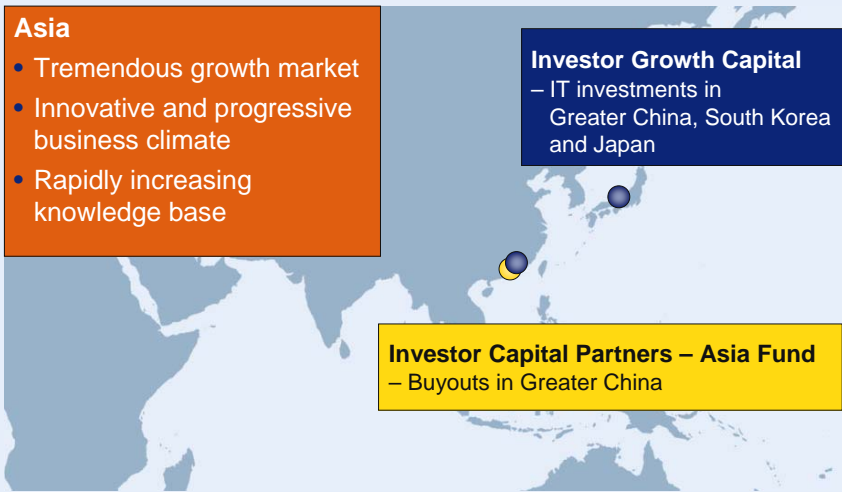 Asia
• Tremendous growth market
• Innovative and progressive
business climate
• Rapidly increasing
knowledge base
Investor Growth Capital
– IT investments in
Greater China, South Korea
and Japan
Investor Capital Partners – Asia Fund
– Buyouts in Greater China